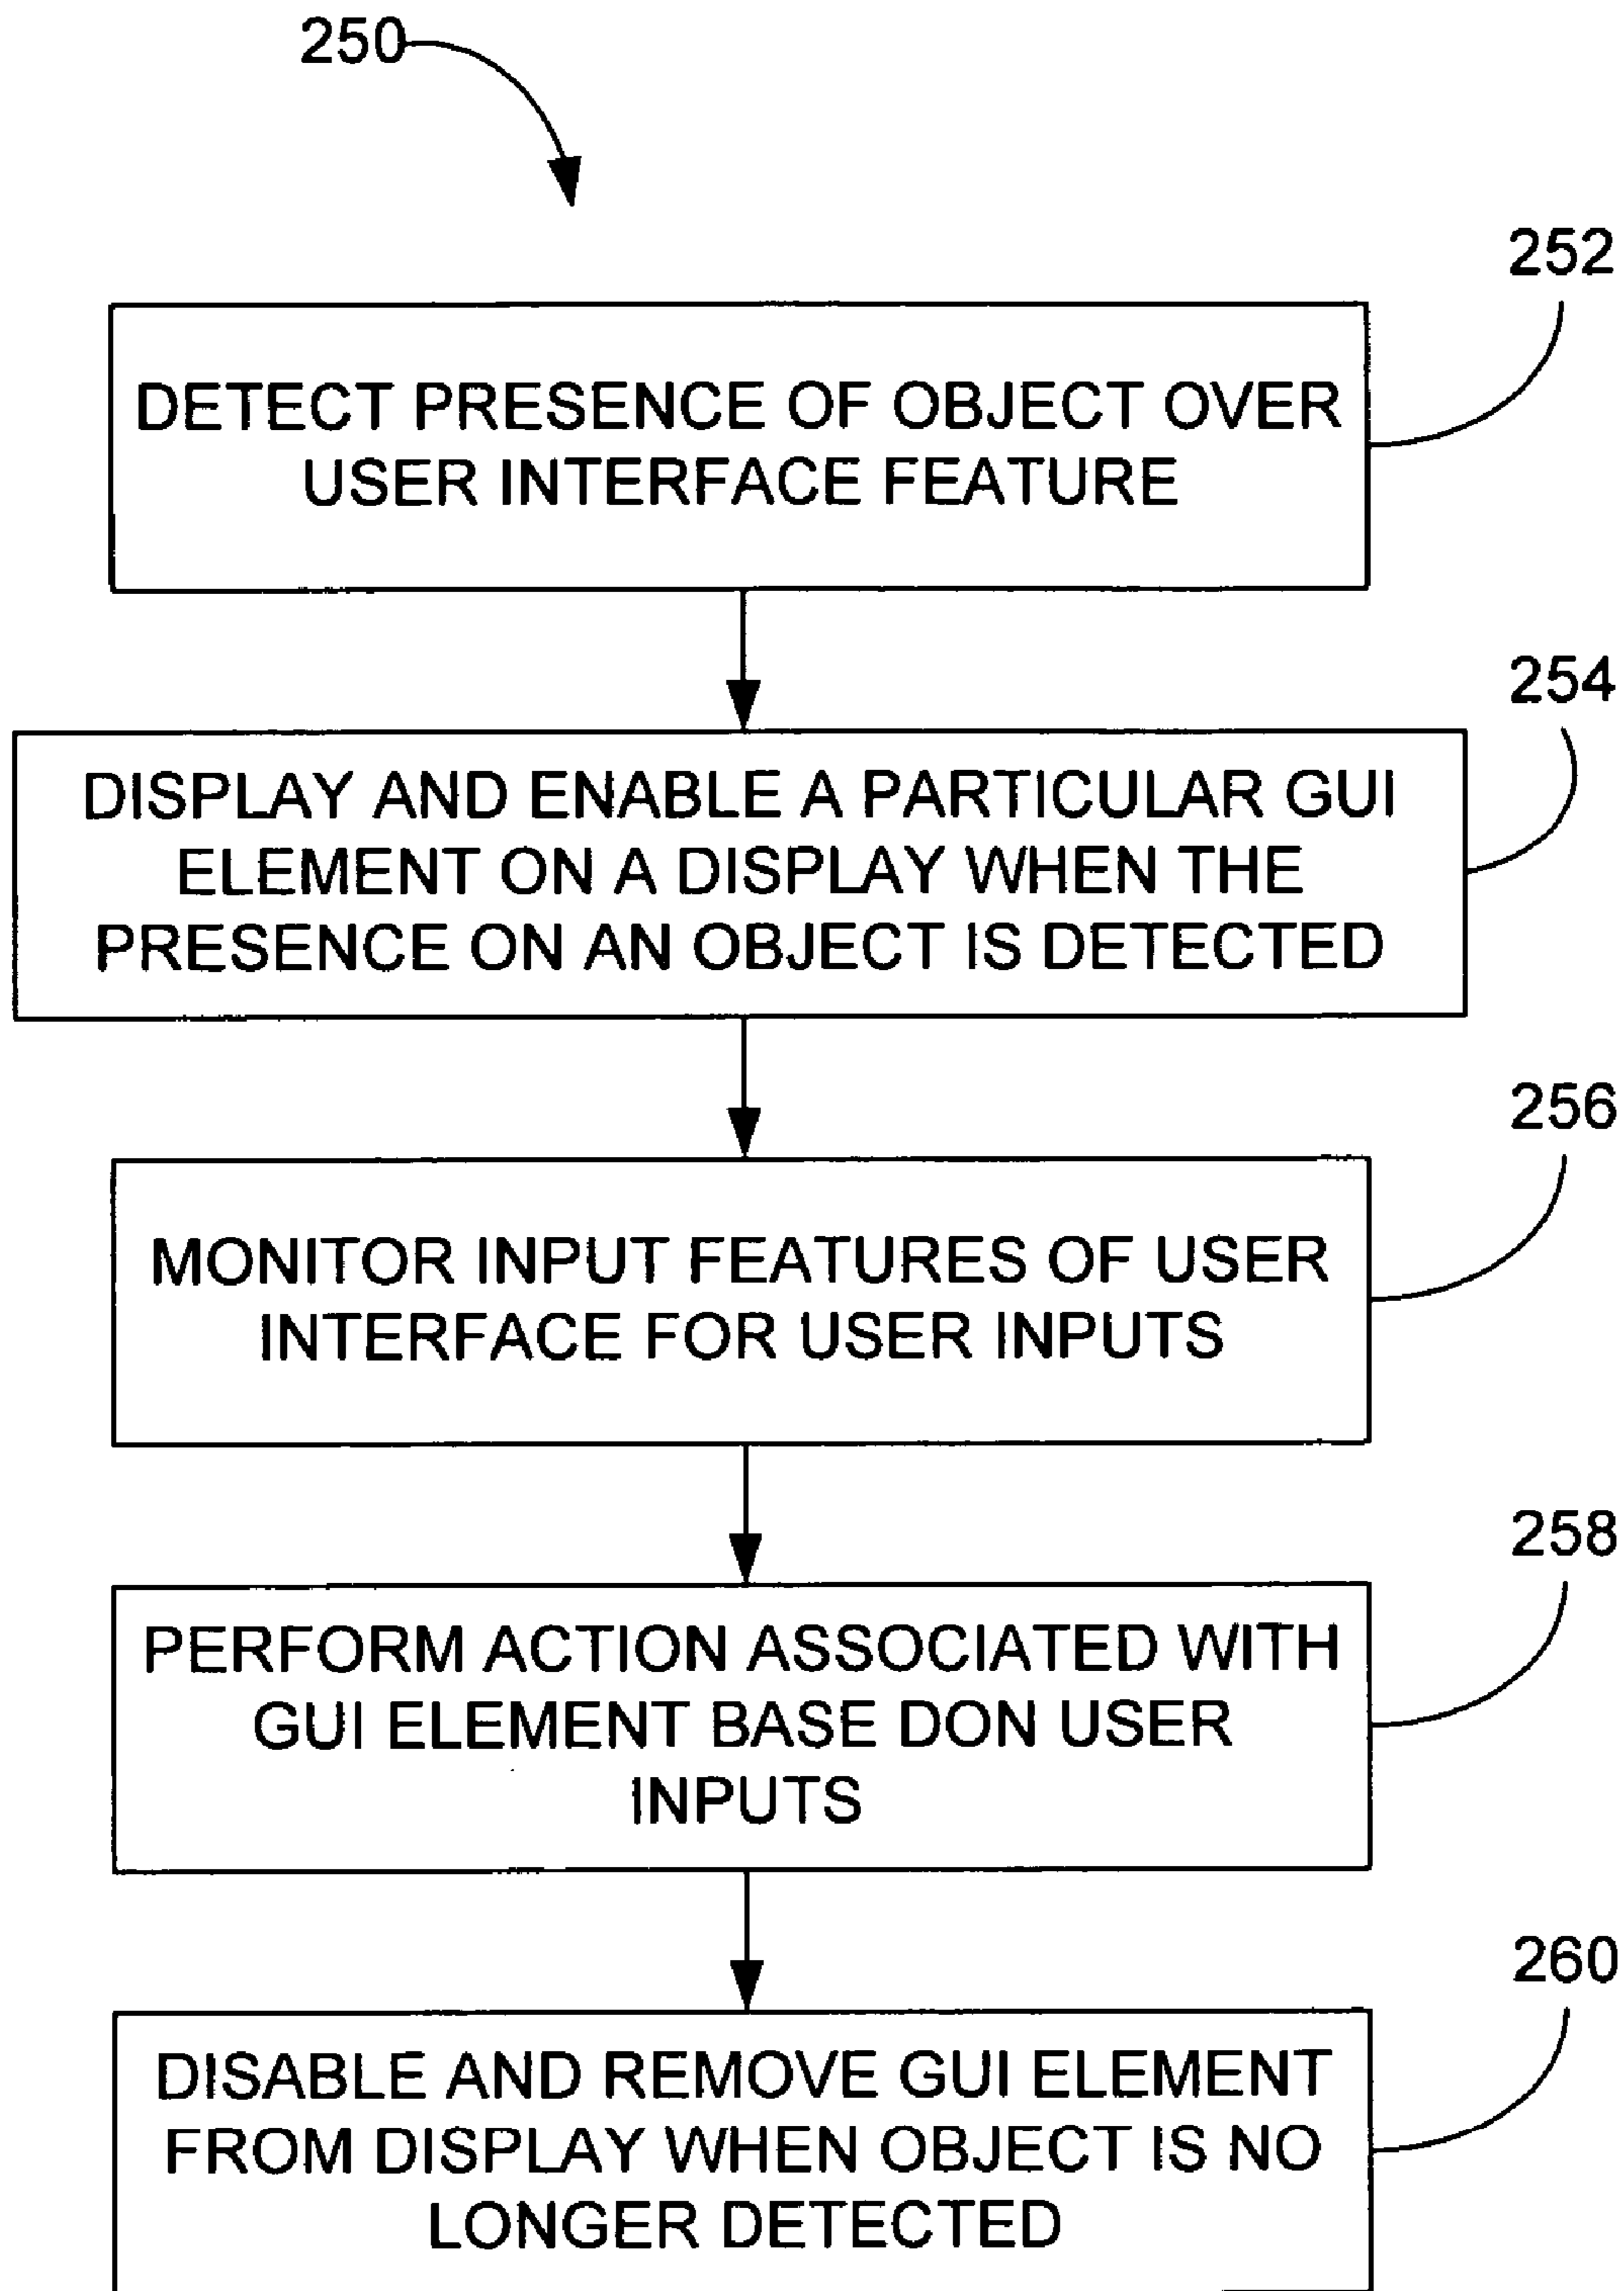 250
252
DETECT PRESENCE OF OBJECT OVER
USER INTERFACE FEATURE
254
DISPLAY AND ENABLE A PARTICULAR GUI
ELEMENT ON A DISPLAY WHEN THE
PRESENCE ON AN OBJECT IS DETECTED
256
MONITOR INPUT FEATURES OF USER
INTERFACE FOR USER INPUTS
258
PERFORM ACTION ASSOCIATED WITH
GUI ELEMENT BASE DON USER
INPUTS
260
DISABLE AND REMOVE GUI ELEMENT
FROM DISPLAY WHEN OBJECT IS NO
LONGER DETECTED